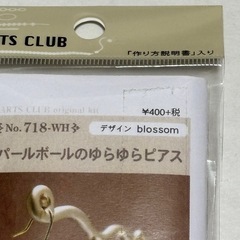 RTS CLUB
「作り方説明書」入り
ARTS CLUB original kit
¥400+税
No.718-WH
デザイン blossom
パールボールのゆらゆらピアス